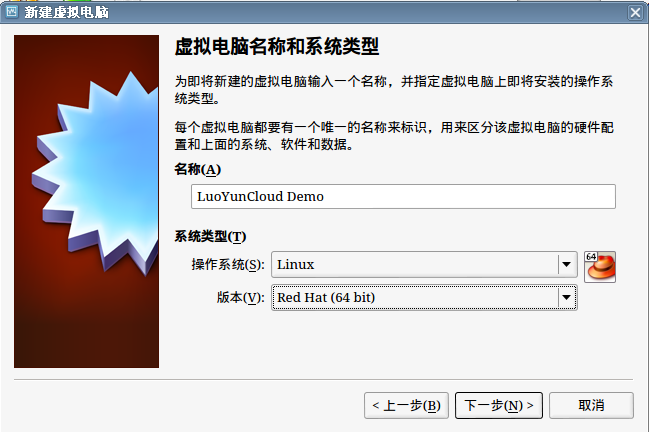 新建虚拟电脑
虚拟电脑名称和系统类型
为即将新建的虚拟电脑输入一个名称，并指定虚拟电脑上即将安装的操作系
统类型。
每个虚拟电脑都要有一个唯一的名称来标识，用来区分该虚拟电脑的硬件配
置和上面的系统、软件和数据。
名称(A)
LuoYunCloud Demo
系统类型(T)
操作系统(S): Linux
64
版本(V): Red Hat (64 bit)
< 上一步(B) 下一步(N) > 取消